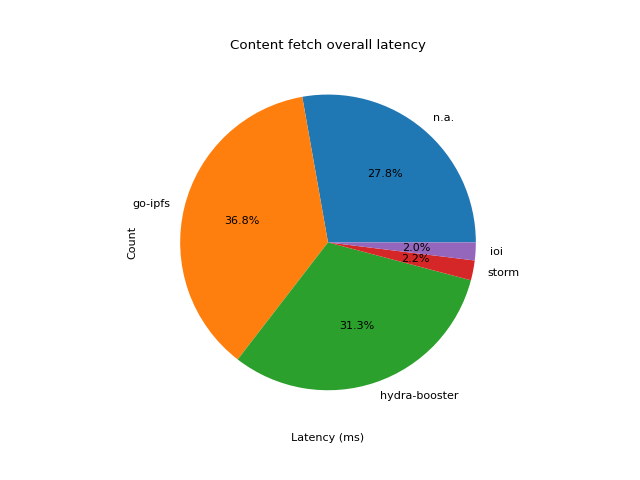 Content fetch overall latency
n.a.
27.8%
go-ipfs
36.8%
Count
2.0%
ioi
2.2%
storm
31.3%
hydra-booster
Latency (ms)